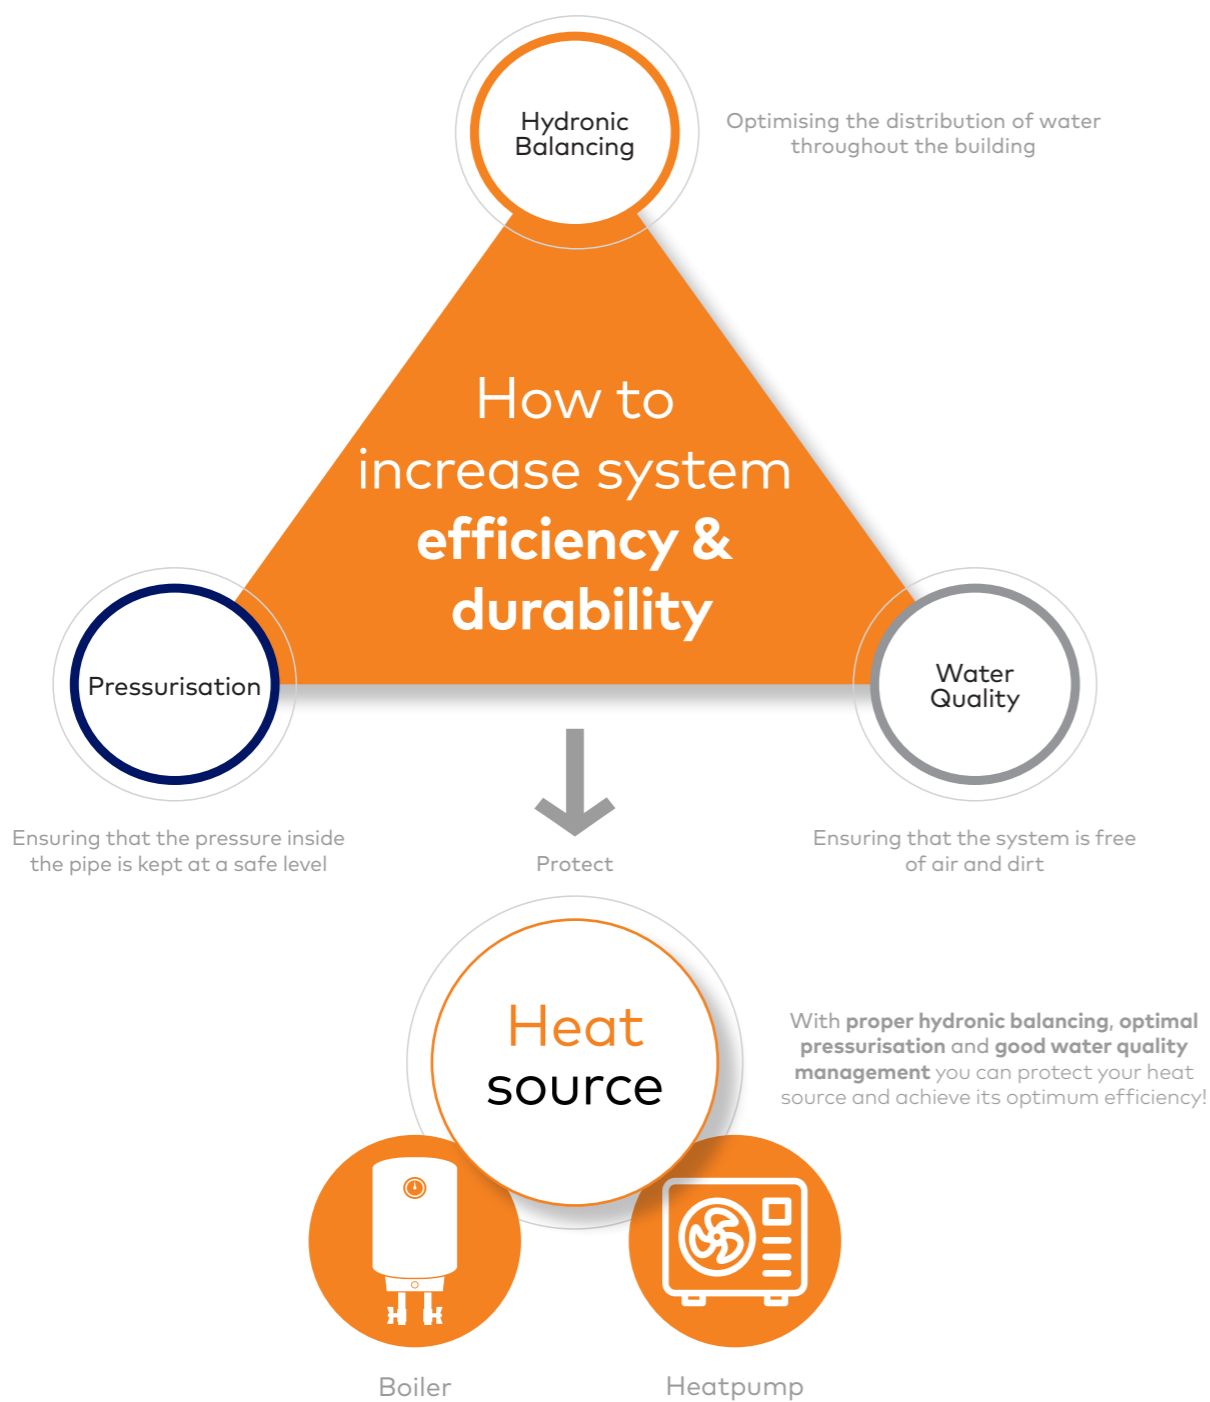 Hydronic
Balancing
Optimising the distribution of water
throughout the building
How to
increase system
efficiency &
durability
Pressurisation
Water
Quality
Ensuring that the pressure inside
the pipe is kept at a safe level
Protect
Ensuring that the system is free
of air and dirt
Heat
source
With proper hydronic balancing, optimal
pressurisation and good water quality
management you can protect your heat
source and achieve its optimum efficiency!
Boiler
Heatpump